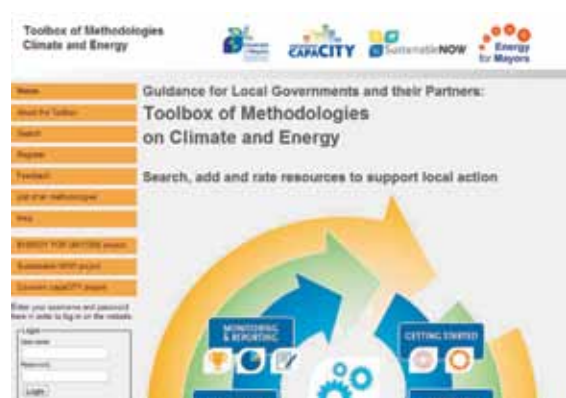 Toolbox of Methodologies
Climate and Energy
CAPACITY
SustainableNOW
Energy
for Mayors
Home
About the Toolbox
Search
Register
Feedback
List of all methodologies
FAQ
ENERGY FOR MAYORS project
Sustainable NOW project
Covenant capaCITY project
Enter your username and password
here in order to log in on the website:
Login
Username:
Password:
Login
Guidance for Local Governments and their Partners:
Toolbox of Methodologies
on Climate and Energy
Search, add and rate resources to support local action
MONITORING
& REPORTING
GETTING STARTED